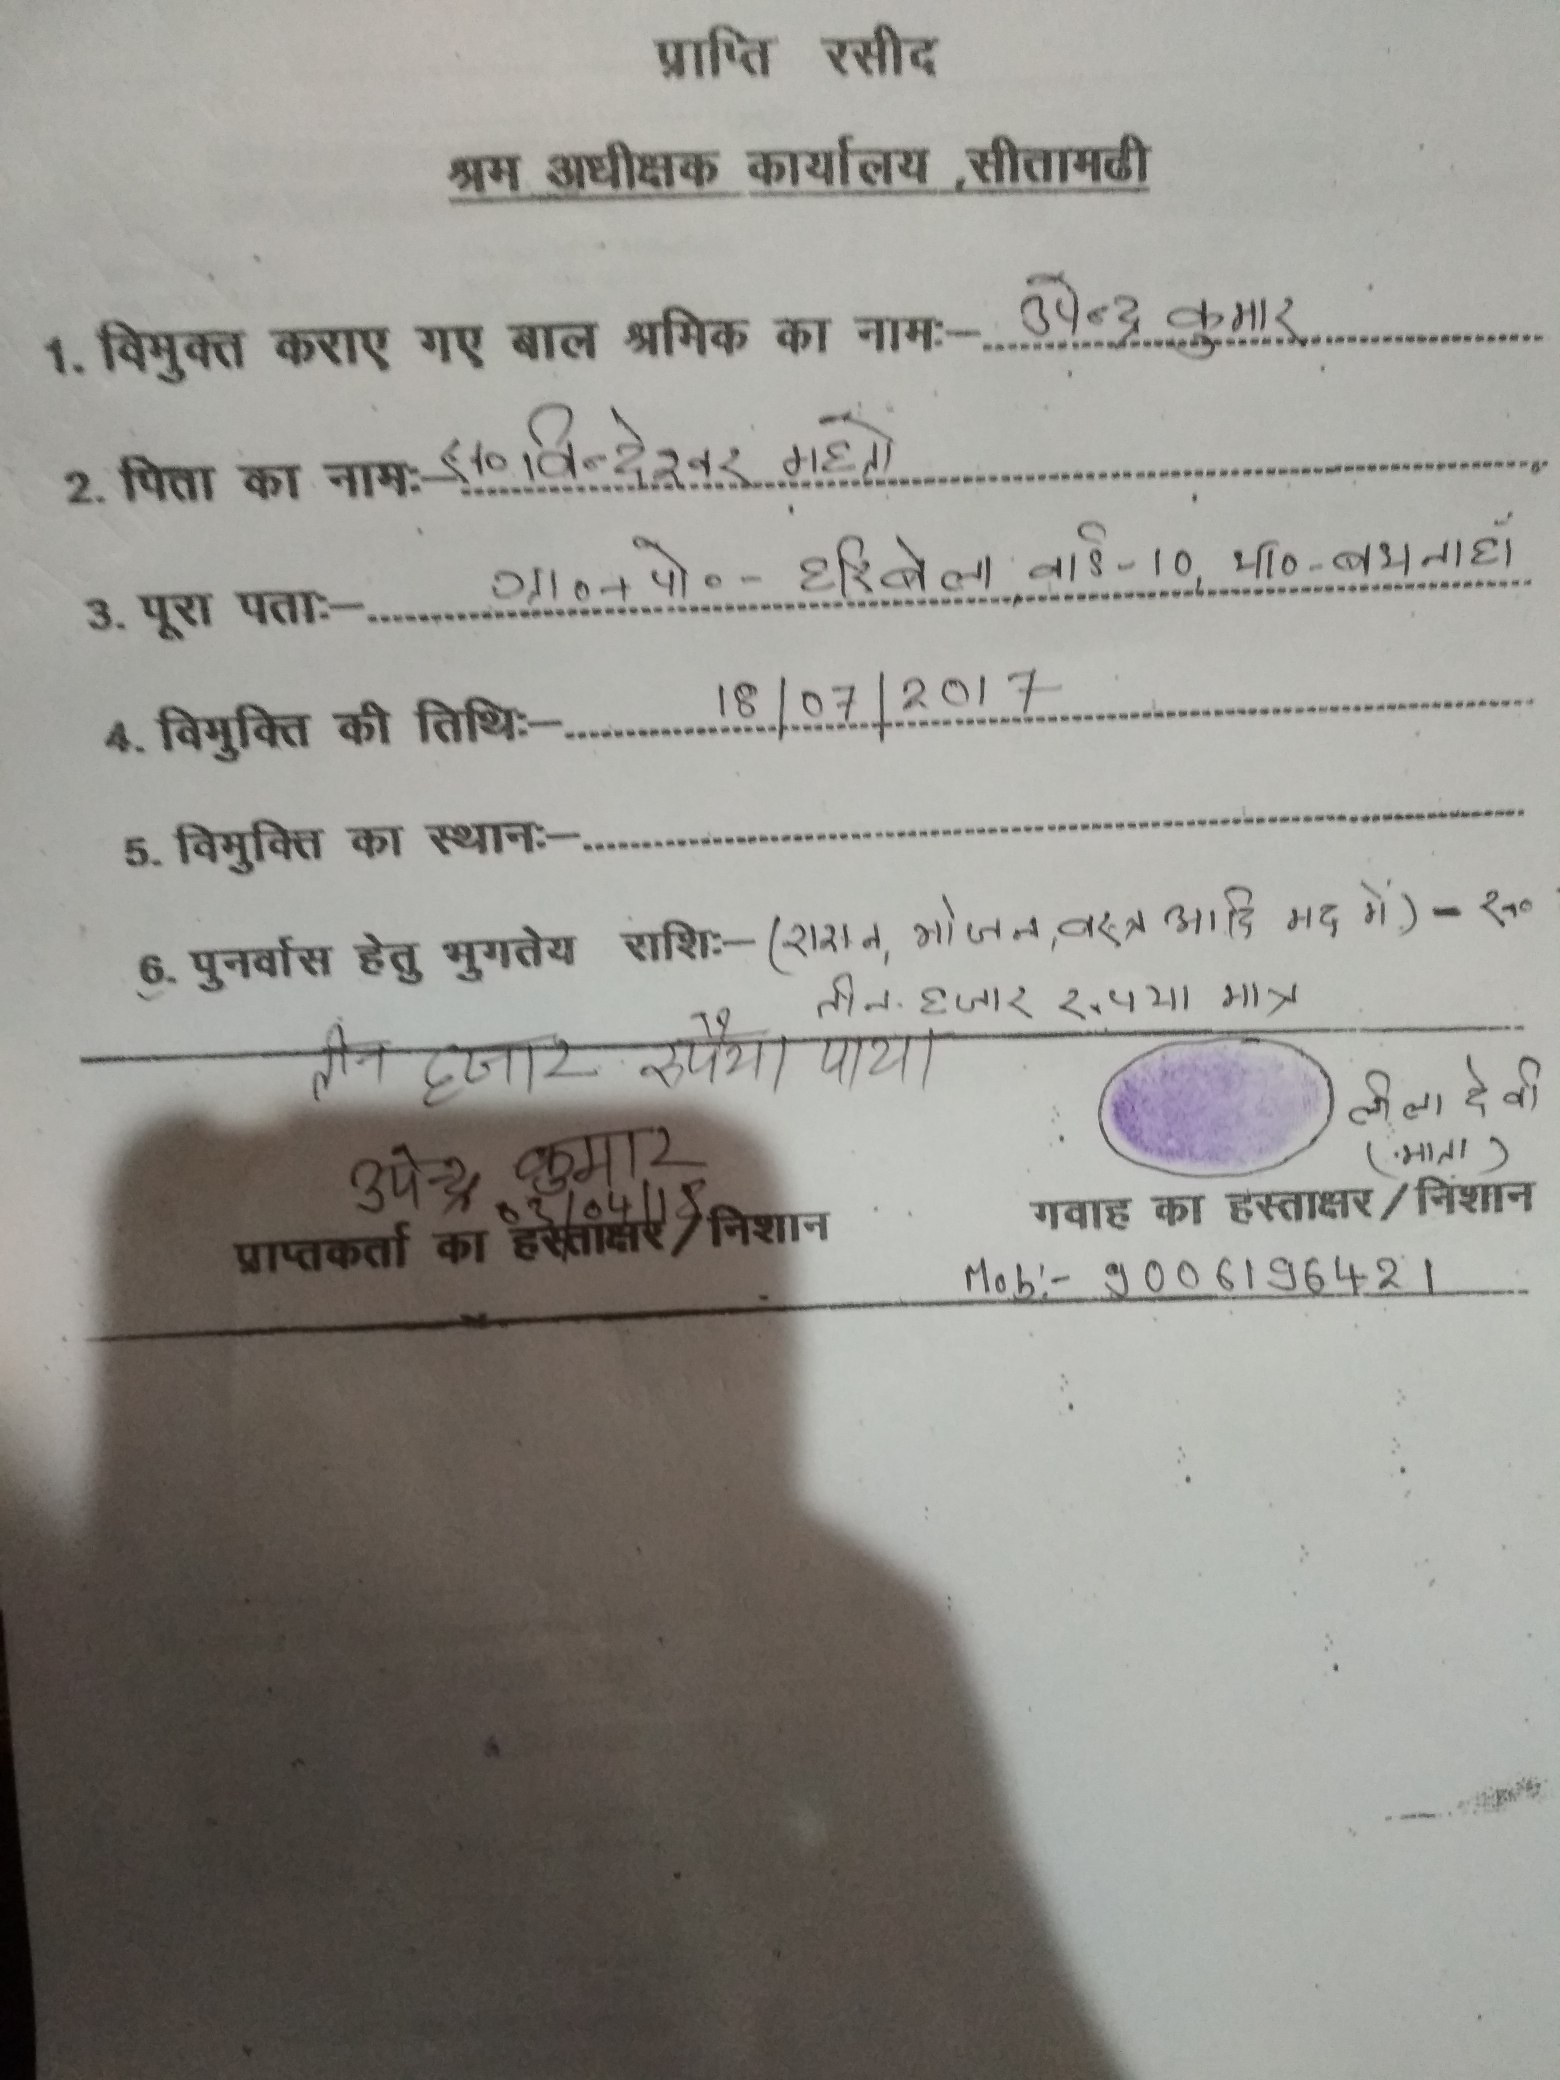 प्राप्ति रसीद
श्रम अधीक्षक कार्यालय ,सीतामढी
1. विमुक्त कराए गए बाल श्रमिक का नामः– उपेन्द्र कुमार
2. पिता का नामः– स्व० विन्देश्वर महतो
3. पूरा पताः– ग्रा०+पो०- हरिबेला, वार्ड-10, था०-बथनाहाँ
4. विमुक्ति की तिथिः– 18/07/2017
5. विमुक्ति का स्थानः–
6. पुनर्वास हेतु भुगतेय राशिः– (राशन, भोजन, वस्त्र आदि मद में) -
तीन हजार रुपया मात्र
तीन हजार रुपैया पाया
लीला देवी
(माता)
उपेन्द्र कुमार
03/04/18
प्राप्तकर्ता का हस्ताक्षर/निशान गवाह का हस्ताक्षर/निशान
Mob:- 9006196421